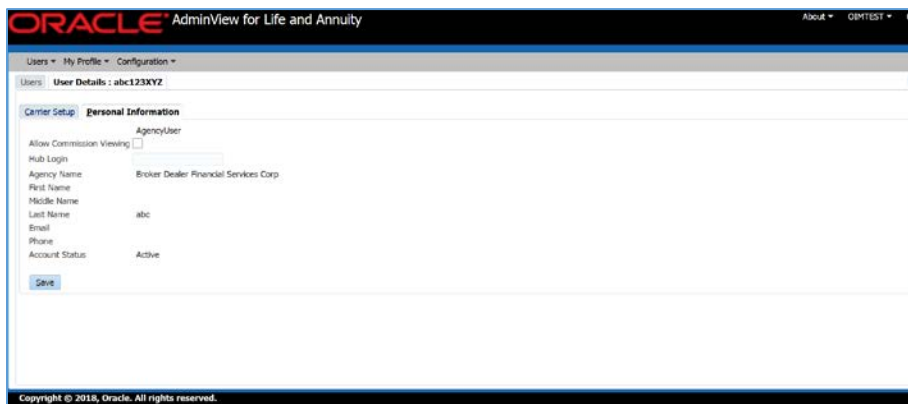 ORACLE AdminView for Life and Annuity About OIMTEST
Users My Profile Configuration
Users User Details : abc123XYZ
Carrier Setup Personal Information
AgencyUser
Allow Commission Viewing
Hub Login
Agency Name Broker Dealer Financial Services Corp
First Name
Middle Name
Last Name abc
Email
Phone
Account Status Active
Save
Copyright © 2018, Oracle. All rights reserved.